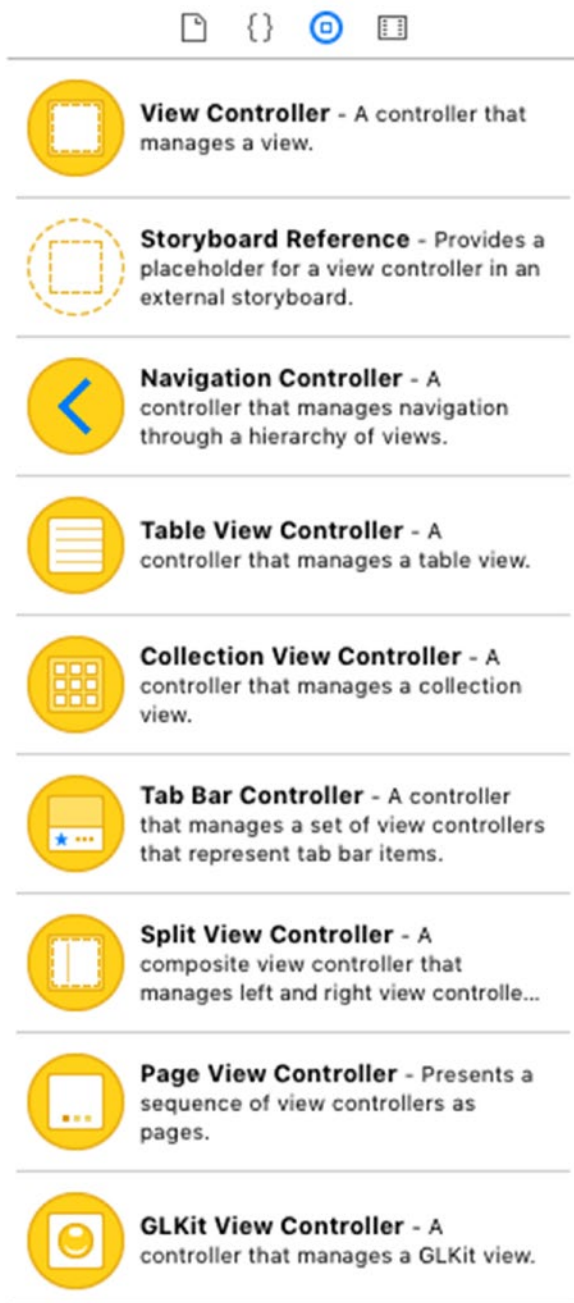 View Controller - A controller that
manages a view.
Storyboard Reference - Provides a
placeholder for a view controller in an
external storyboard.
Navigation Controller - A
controller that manages navigation
through a hierarchy of views.
Table View Controller - A
controller that manages a table view.
Collection View Controller - A
controller that manages a collection
view.
Tab Bar Controller - A controller
that manages a set of view controllers
that represent tab bar items.
Split View Controller - A
composite view controller that
manages left and right view controlle...
Page View Controller - Presents a
sequence of view controllers as
pages.
GLKit View Controller - A
controller that manages a GLKit view.